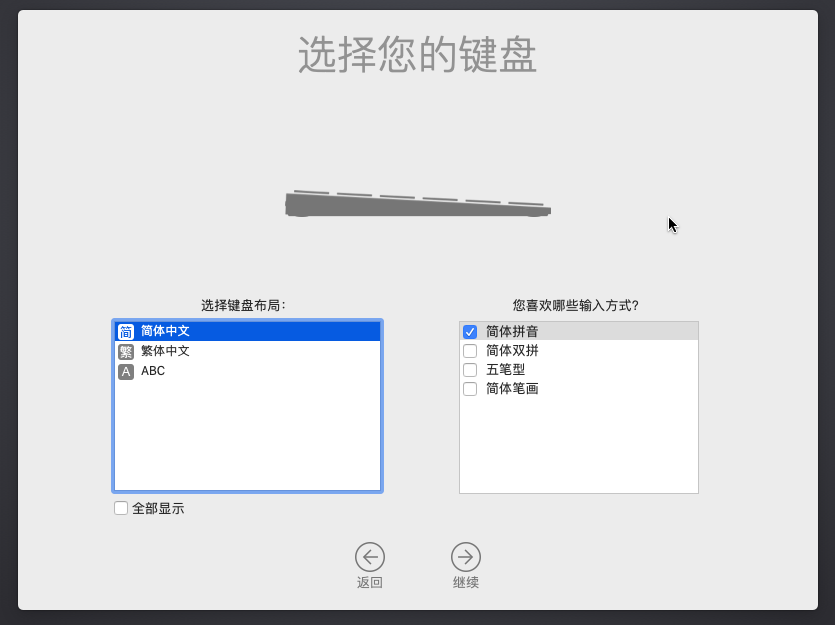 选择您的键盘
选择键盘布局：
简 简体中文
繁 繁体中文
A ABC
全部显示
您喜欢哪些输入方式？
简体拼音
简体双拼
五笔型
简体笔画
返回
继续